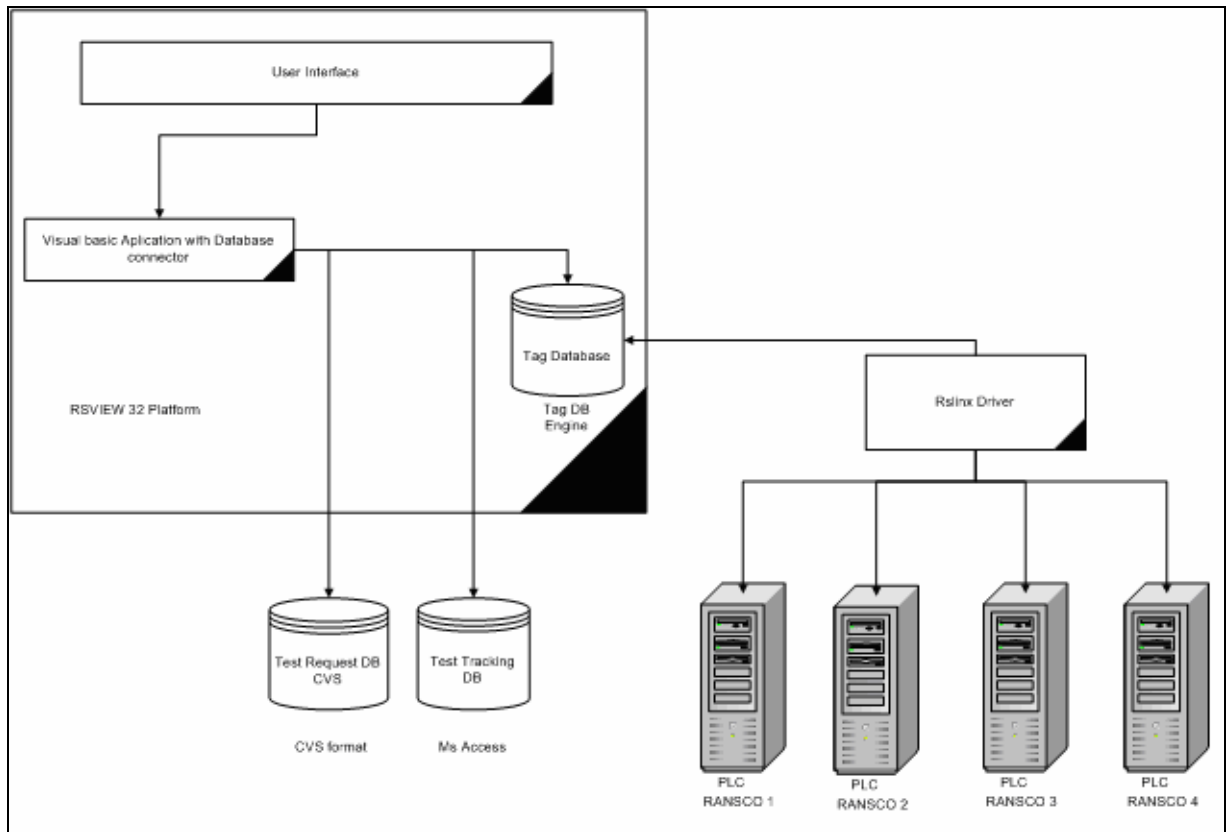 User Interface
Visual basic Aplication with Database
connector
Tag Database
RSVIEW 32 Platform
Tag DB
Engine
Rslinx Driver
Test Request DB
CVS
Test Tracking
DB
CVS format
Ms Access
PLC
RANSCO 1
PLC
RANSCO 2
PLC
RANSCO 3
PLC
RANSCO 4